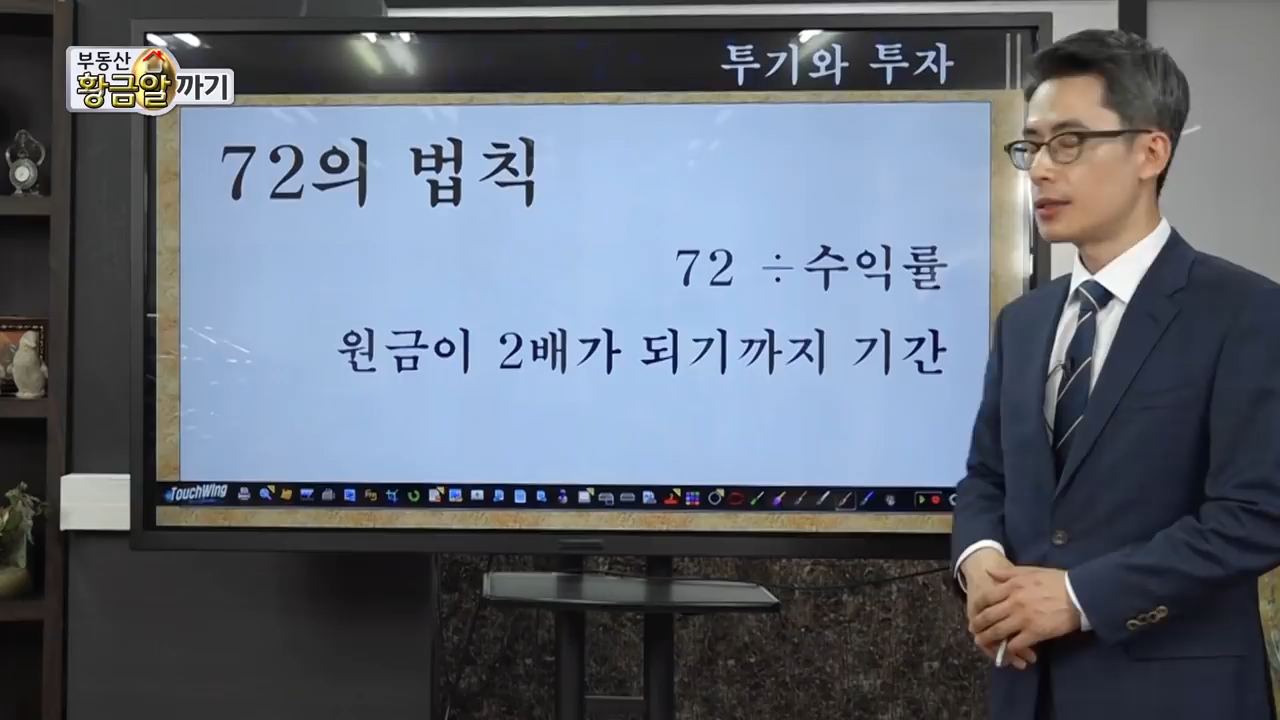 부동산
황금알까기
투기와 투자
72의 법칙
72 ÷수익률
원금이 2배가 되기까지 기간
TouchWing